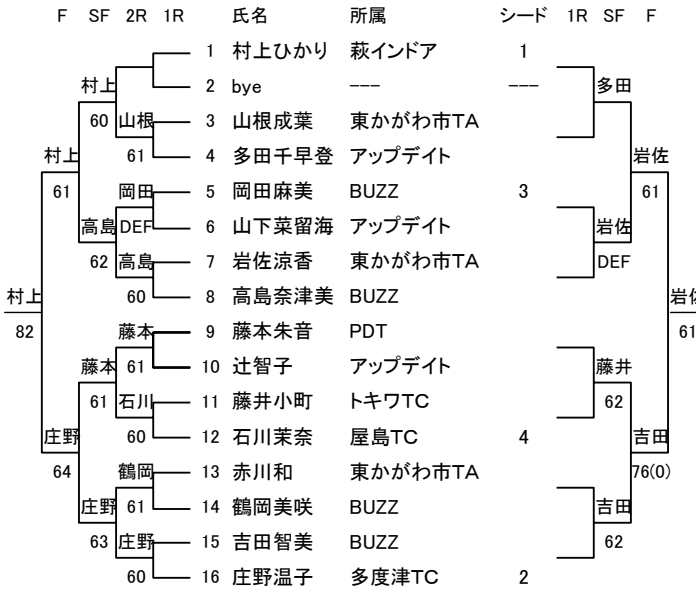 F SF 2R 1R 氏名 所属 シード 1R SF F
1 村上ひかり 萩インドア 1
村上 2 bye --- --- 多田
60 山根 3 山根成葉 東かがわ市TA
村上 61 4 多田千早登 アップデイト 岩佐
61 岡田 5 岡田麻美 BUZZ 3 61
高島 DEF 6 山下菜留海 アップデイト 岩佐
62 高島 7 岩佐涼香 東かがわ市TA DEF
村上 60 8 高島奈津美 BUZZ 岩佐
82 藤本 9 藤本朱音 PDT 61
藤本 61 10 辻智子 アップデイト 藤井
61 石川 11 藤井小町 トキワTC 62
庄野 60 12 石川茉奈 屋島TC 4 吉田
64 鶴岡 13 赤川和 東かがわ市TA 76(0)
庄野 61 14 鶴岡美咲 BUZZ 吉田
63 庄野 15 吉田智美 BUZZ 62
60 16 庄野温子 多度津TC 2